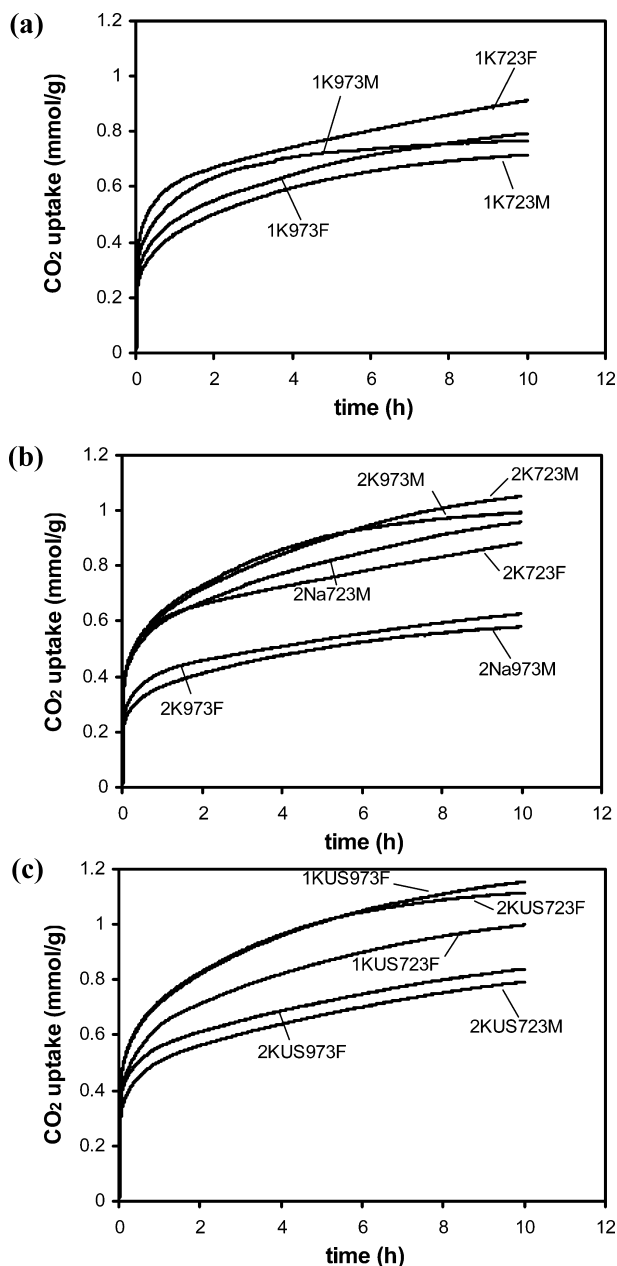 (a)
CO2 uptake (mmol/g)
1.2
1
0.8
0.6
0.4
0.2
0
1K723F
1K973M
1K973F
1K723M
0 2 4 6 8 10 12
time (h)
(b)
CO2 uptake (mmol/g)
1.2
1
0.8
0.6
0.4
0.2
0
2K723M
2K973M
2Na723M
2K723F
2K973F
2Na973M
0 2 4 6 8 10 12
time (h)
(c)
CO2 uptake (mmol/g)
1.2
1
0.8
0.6
0.4
0.2
0
1KUS973F
2KUS723F
1KUS723F
2KUS973F
2KUS723M
0 2 4 6 8 10 12
time (h)